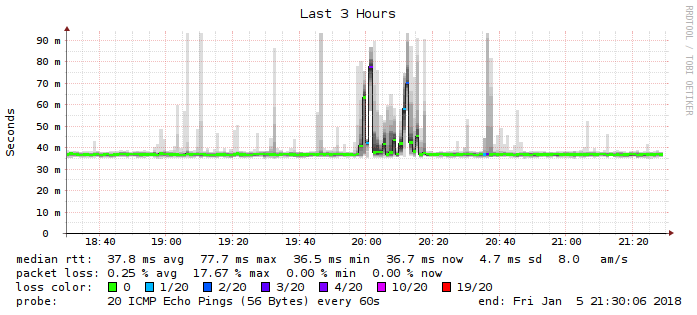 Last 3 Hours
RRDTOOL / TOBI OETIKER
Seconds
90 m
80 m
70 m
60 m
50 m
40 m
30 m
20 m
10 m
0
18:40 19:00 19:20 19:40 20:00 20:20 20:40 21:00 21:20
median rtt: 37.8 ms avg 77.7 ms max 36.5 ms min 36.7 ms now 4.7 ms sd 8.0 am/s
packet loss: 0.25 % avg 17.67 % max 0.00 % min 0.00 % now
loss color: 0 1/20 2/20 3/20 4/20 10/20 19/20
probe: 20 ICMP Echo Pings (56 Bytes) every 60s end: Fri Jan 5 21:30:06 2018